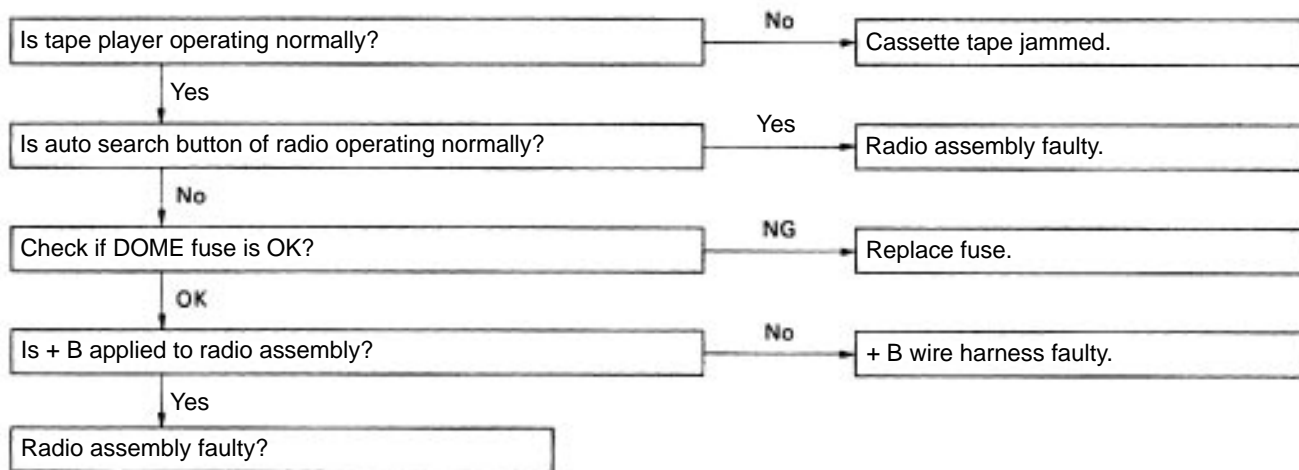 Is tape player operating normally?
No
Cassette tape jammed.
Yes
Is auto search button of radio operating normally?
Yes
Radio assembly faulty.
No
Check if DOME fuse is OK?
NG
Replace fuse.
OK
Is + B applied to radio assembly?
No
+ B wire harness faulty.
Yes
Radio assembly faulty?